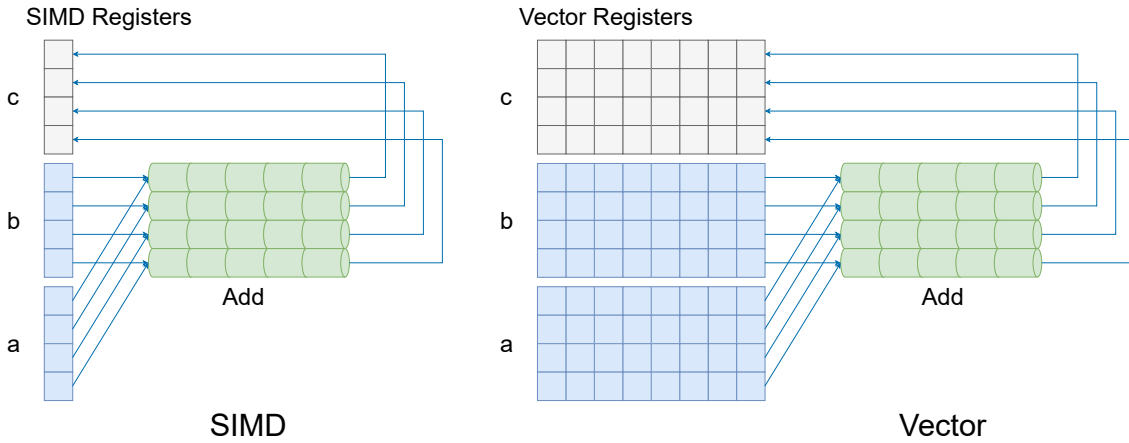 SIMD Registers
c
b
a
Add
SIMD
Vector Registers
c
b
a
Add
Vector